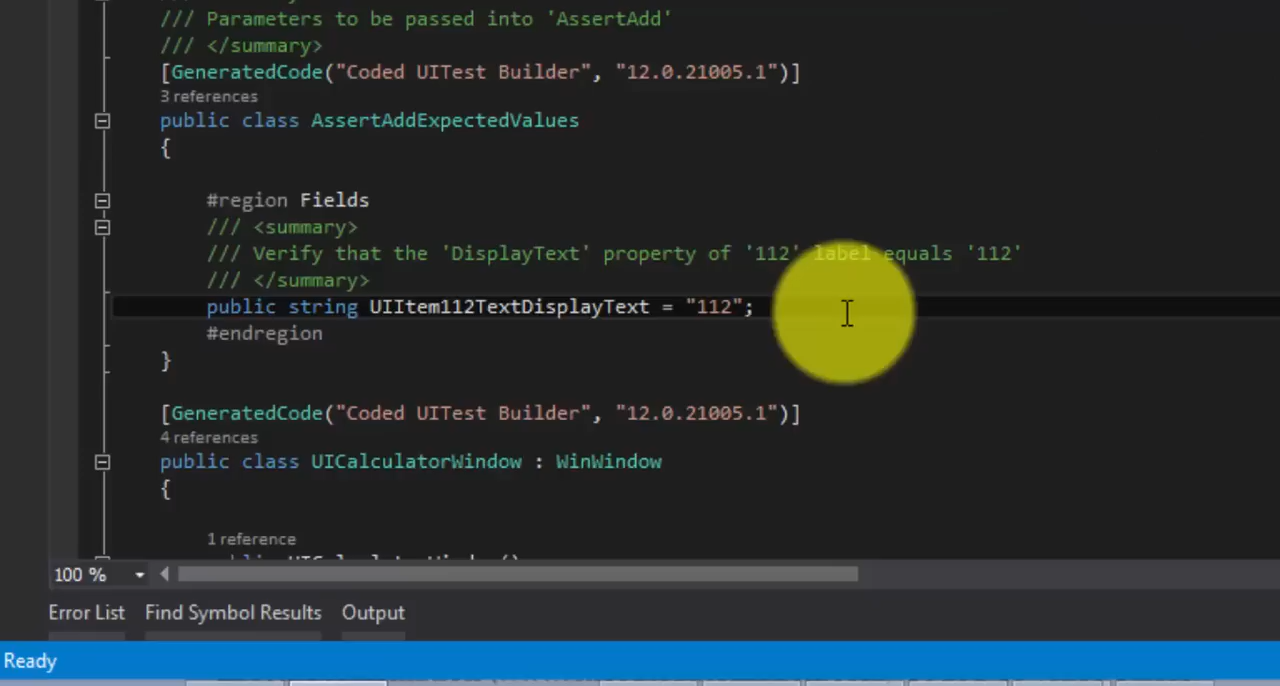 /// Parameters to be passed into 'AssertAdd'
/// </summary>
[GeneratedCode("Coded UITest Builder", "12.0.21005.1")]
3 references
public class AssertAddExpectedValues
{
#region Fields
/// <summary>
/// Verify that the 'DisplayText' property of '112' label equals '112'
/// </summary>
public string UIItem112TextDisplayText = "112";
#endregion
}
[GeneratedCode("Coded UITest Builder", "12.0.21005.1")]
4 references
public class UICalculatorWindow : WinWindow
{
1 reference
100 %
Error List Find Symbol Results Output
Ready